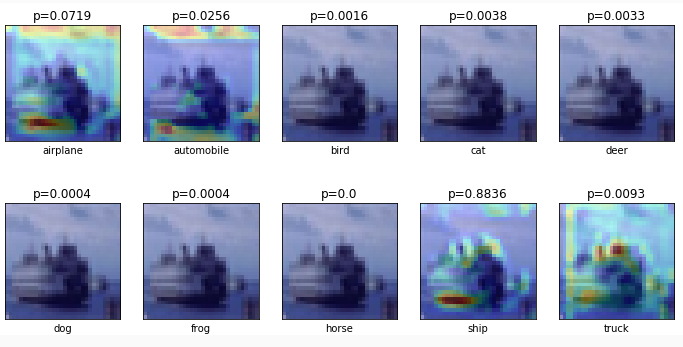 p=0.0719 p=0.0256 p=0.0016 p=0.0038 p=0.0033
airplane automobile bird cat deer
p=0.0004 p=0.0004 p=0.0 p=0.8836 p=0.0093
dog frog horse ship truck